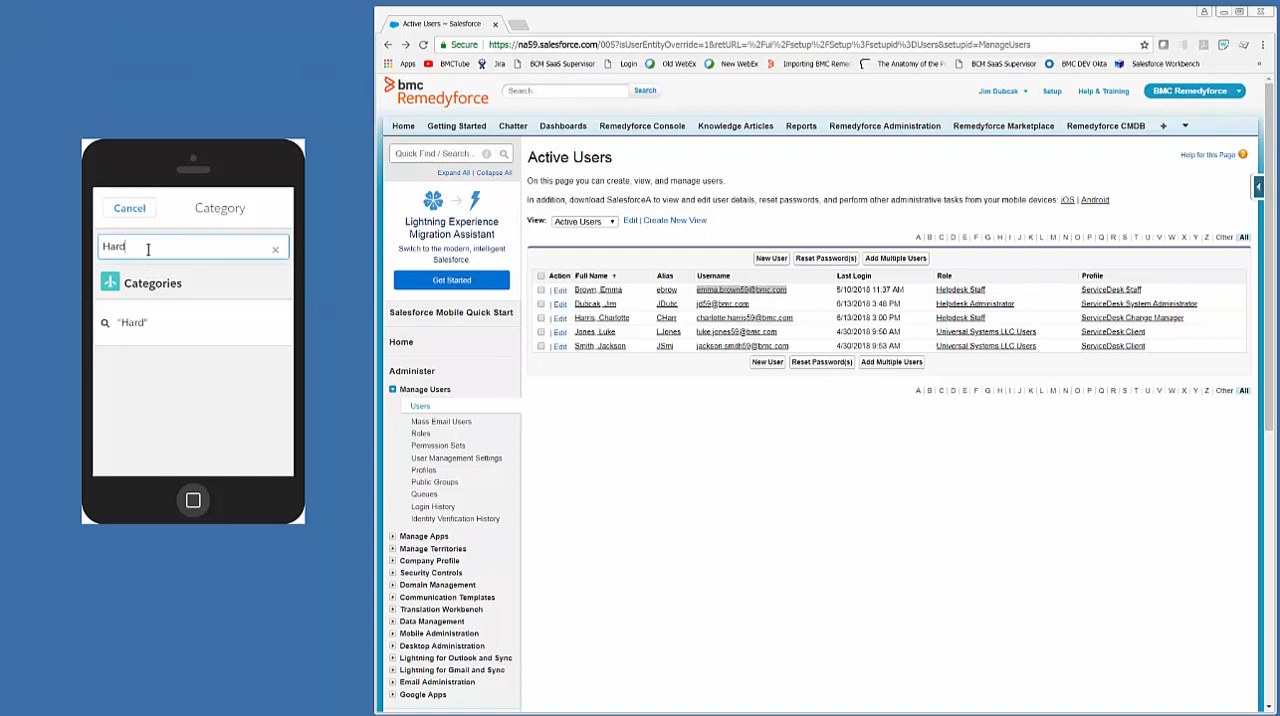 Cancel
Category
Hard
Categories
"Hard"
Active Users ~ Salesforce
Secure
https://na59.salesforce.com/005?isUserEntityOverride=1&retURL=%2Fui%2Fsetup%2FSetup%3Fsetupid%3DUsers&setupid=ManageUsers
Apps
BMCTube
Jira
BCM SaaS Supervisor
Login
Old WebEx
New WebEx
Importing BMC Reme
The Anatomy of the P
BCM SaaS Supervisor
BMC DEV Okta
Salesforce Workbench
bmc
Remedyforce
Search...
Search
Jim Dubcak
Setup
Help & Training
BMC Remedyforce
Home
Getting Started
Chatter
Dashboards
Remedyforce Console
Knowledge Articles
Reports
Remedyforce Administration
Remedyforce Marketplace
Remedyforce CMDB
+
Quick Find / Search...
Expand All | Collapse All
Lightning Experience
Migration Assistant
Switch to the modern, intelligent
Salesforce.
Get Started
Salesforce Mobile Quick Start
Home
Administer
Manage Users
Users
Mass Email Users
Roles
Permission Sets
User Management Settings
Profiles
Public Groups
Queues
Login History
Identity Verification History
Manage Apps
Manage Territories
Company Profile
Security Controls
Domain Management
Communication Templates
Translation Workbench
Data Management
Mobile Administration
Desktop Administration
Lightning for Outlook and Sync
Lightning for Gmail and Sync
Email Administration
Google Apps
Active Users
Help for this Page
On this page you can create, view, and manage users.
In addition, download SalesforceA to view and edit user details, reset passwords, and perform other administrative tasks from your mobile devices: iOS | Android
View: Active Users Edit | Create New View
A | B | C | D | E | F | G | H | I | J | K | L | M | N | O | P | Q | R | S | T | U | V | W | X | Y | Z | Other | All
New User Reset Password(s) Add Multiple Users
Action Full Name Alias Username Last Login Role Profile
Edit Brown, Emma ebrow emma.brown59@bmc.com 5/10/2018 11:37 AM Helpdesk Staff ServiceDesk Staff
Edit Dubcak, Jim JDubc jd59@bmc.com 6/13/2018 3:48 PM Helpdesk Administrator ServiceDesk System Administrator
Edit Harris, Charlotte CHarr charlotte.harris59@bmc.com 6/13/2018 3:00 PM Helpdesk Staff ServiceDesk Change Manager
Edit Jones, Luke LJones luke.jones59@bmc.com 4/30/2018 9:50 AM Universal Systems LLC Users ServiceDesk Client
Edit Smith, Jackson JSmi jackson.smith59@bmc.com 4/30/2018 9:53 AM Universal Systems LLC Users ServiceDesk Client
New User Reset Password(s) Add Multiple Users
A | B | C | D | E | F | G | H | I | J | K | L | M | N | O | P | Q | R | S | T | U | V | W | X | Y | Z | Other | All